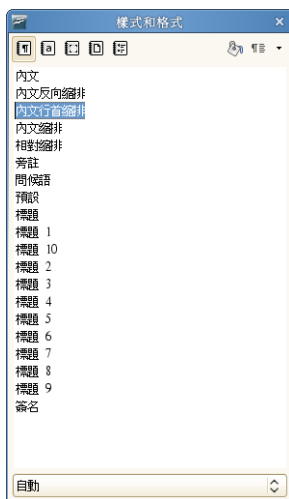 樣式和格式
內文
內文反向縮排
內文行首縮排
內文縮排
相對縮排
旁註
問候語
預設
標題
標題 1
標題 10
標題 2
標題 3
標題 4
標題 5
標題 6
標題 7
標題 8
標題 9
簽名
自動